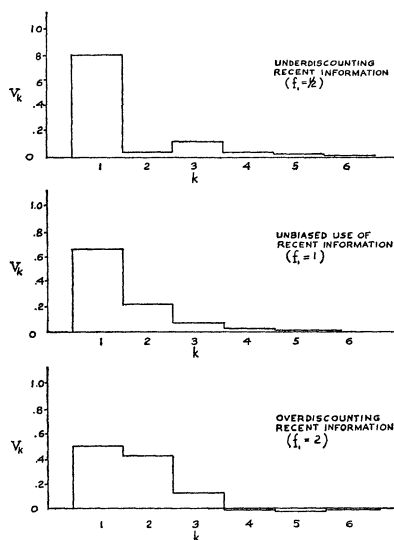 1.0
8
.6
.4
.2
0
V_k
UNDERDISCOUNTING
RECENT INFORMATION
(f₁ = 1/2)
1 2 3 4 5 6
k
1.0
.8
.6
.4
.2
0
V_k
UNBIASED USE OF
RECENT INFORMATION
(f₁ = 1)
1 2 3 4 5 6
k
1.0
.8
.6
.4
.2
0
V_k
OVERDISCOUNTING
RECENT INFORMATION
(f₁ = 2)
1 2 3 4 5 6
k